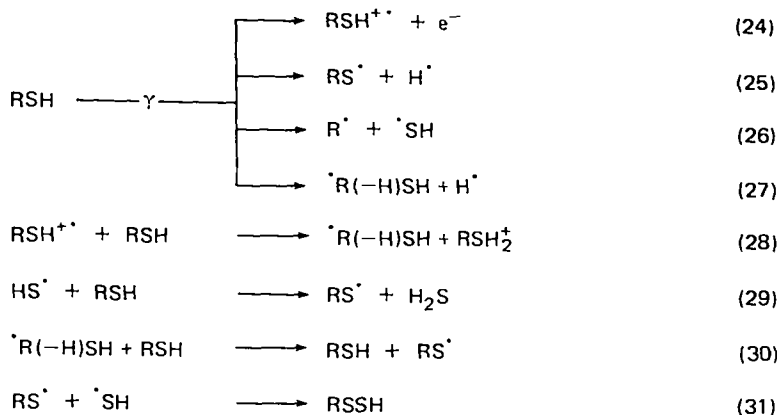 RSH⁺˙ + e⁻ (24)
RS˙ + H˙ (25)
RSH γ
R˙ + ˙SH (26)
˙R(−H)SH + H˙ (27)
RSH⁺˙ + RSH ⟶ ˙R(−H)SH + RSH₂⁺ (28)
HS˙ + RSH ⟶ RS˙ + H₂S (29)
˙R(−H)SH + RSH ⟶ RSH + RS˙ (30)
RS˙ + ˙SH ⟶ RSSH (31)